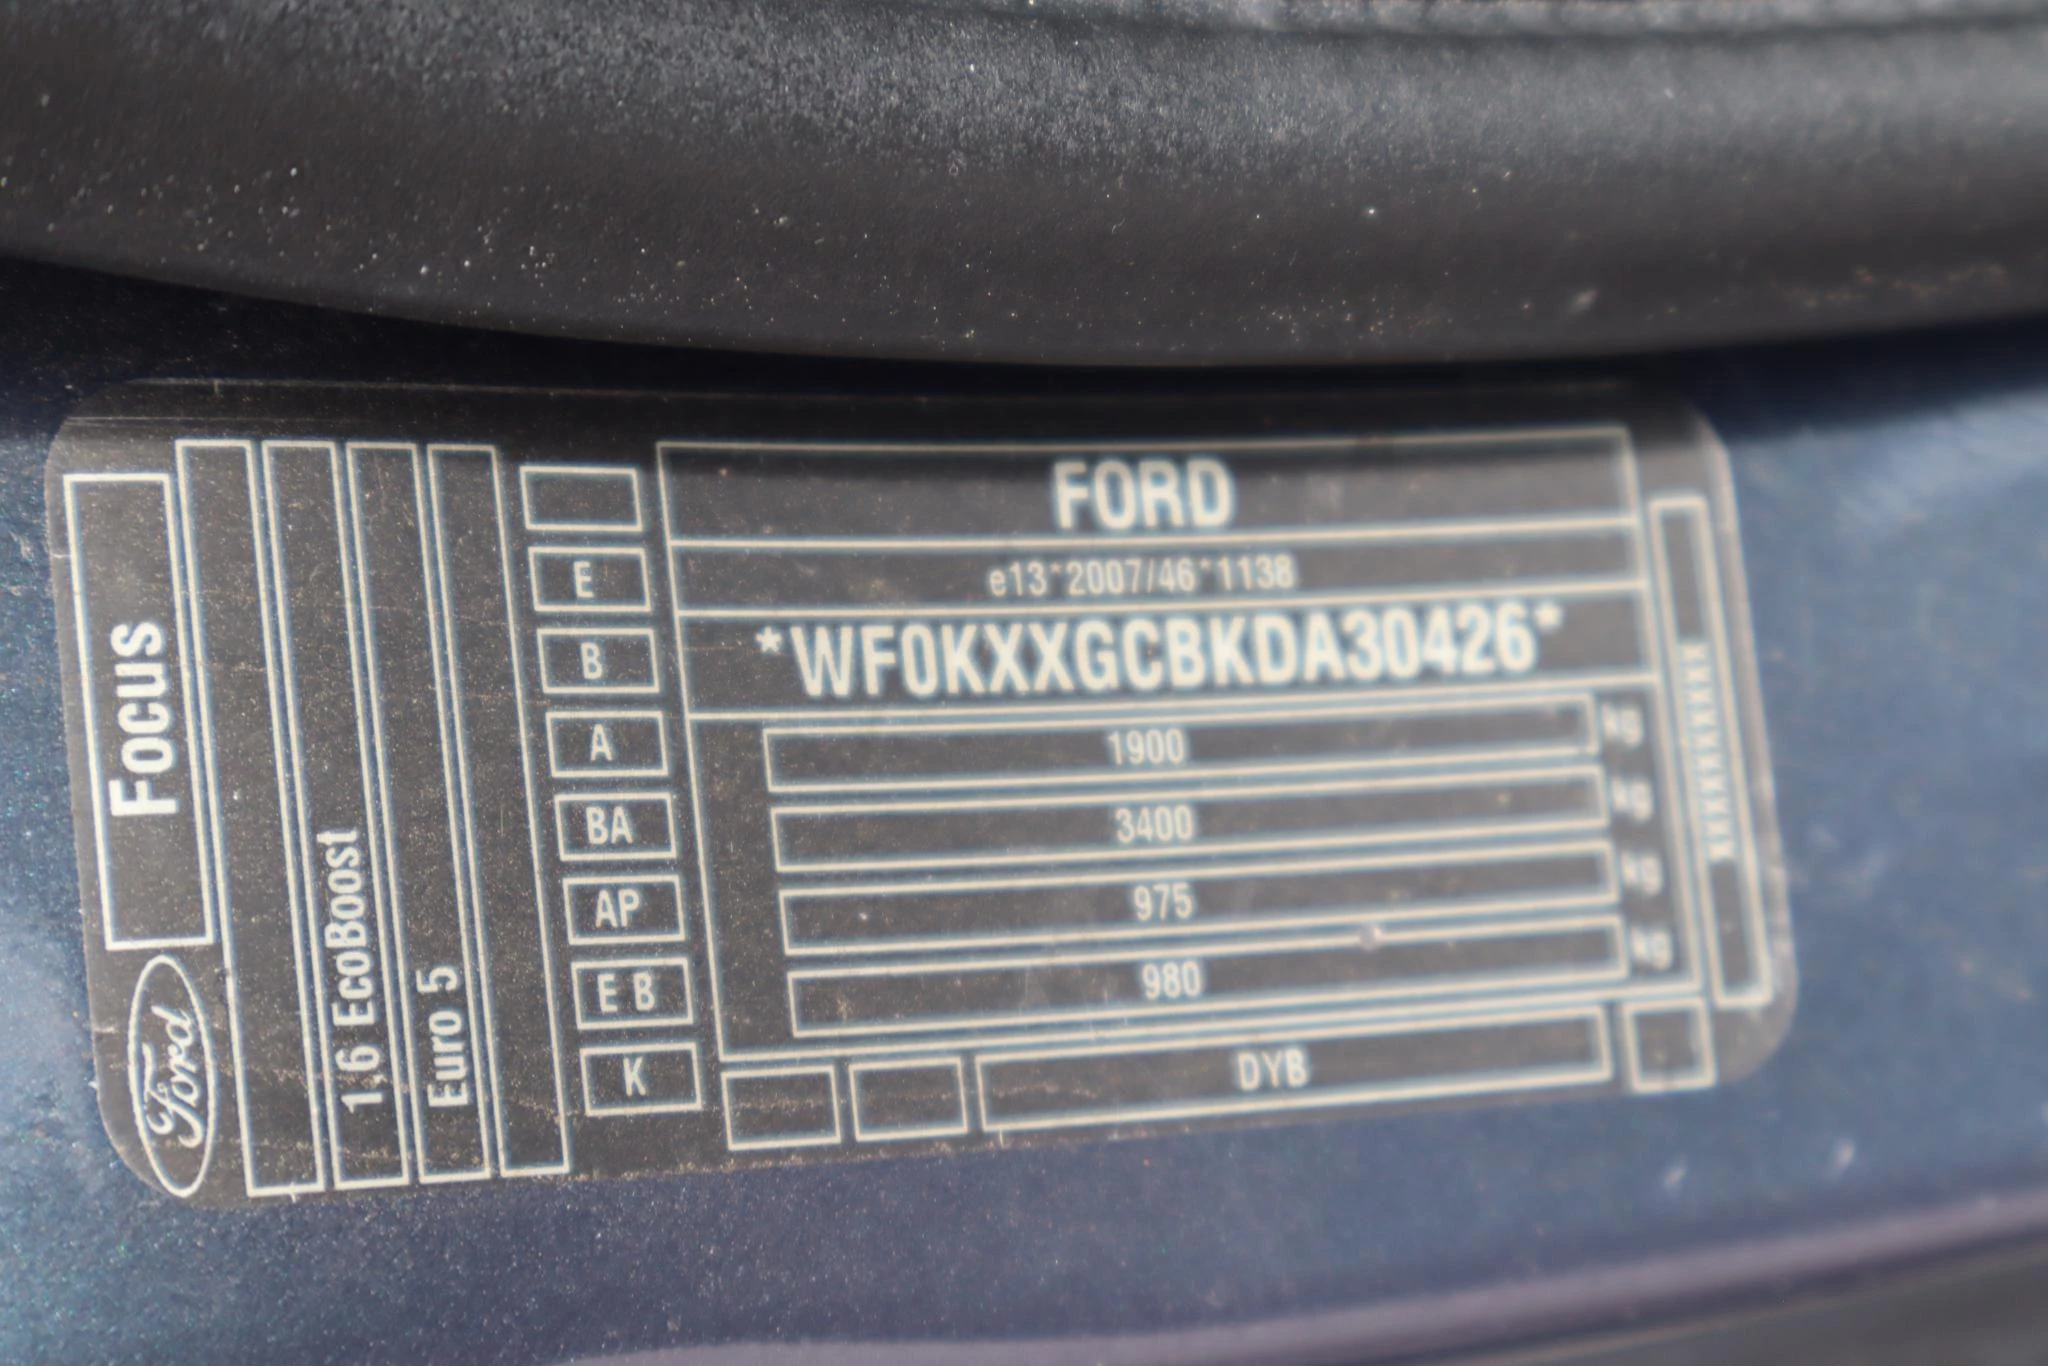 Ford
Focus
1,6 EcoBoost
Euro 5
E
B
A
BA
AP
E B
K
FORD
e13*2007/46*1138
*WF0KXXGCBKDA30426*
1900 kg
3400 kg
975 kg
980 kg
DYB